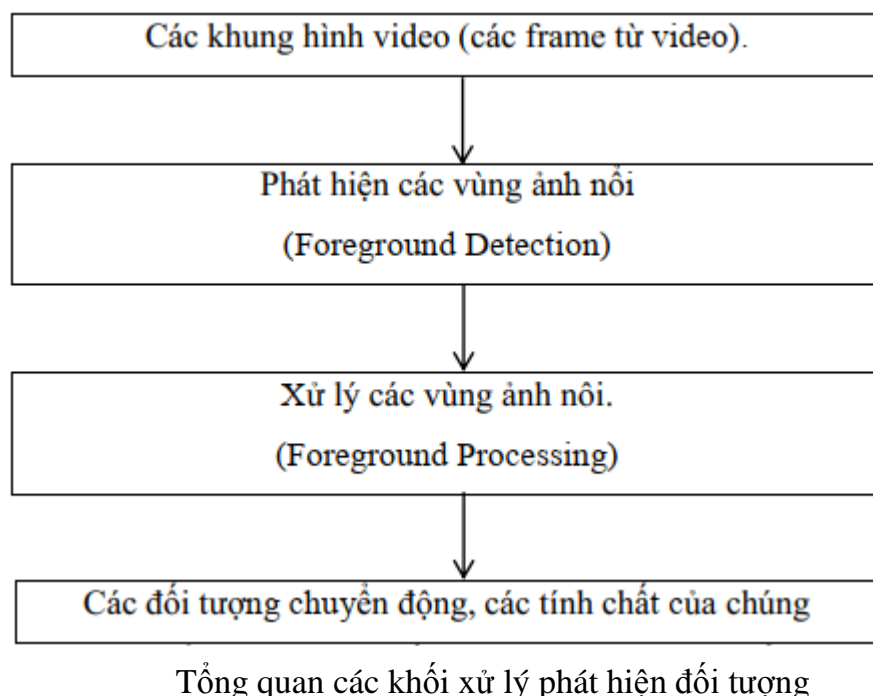 Các khung hình video (các frame từ video).
Phát hiện các vùng ảnh nổi
(Foreground Detection)
Xử lý các vùng ảnh nôi.
(Foreground Processing)
Các đối tượng chuyển động, các tính chất của chúng
Tổng quan các khối xử lý phát hiện đối tượng